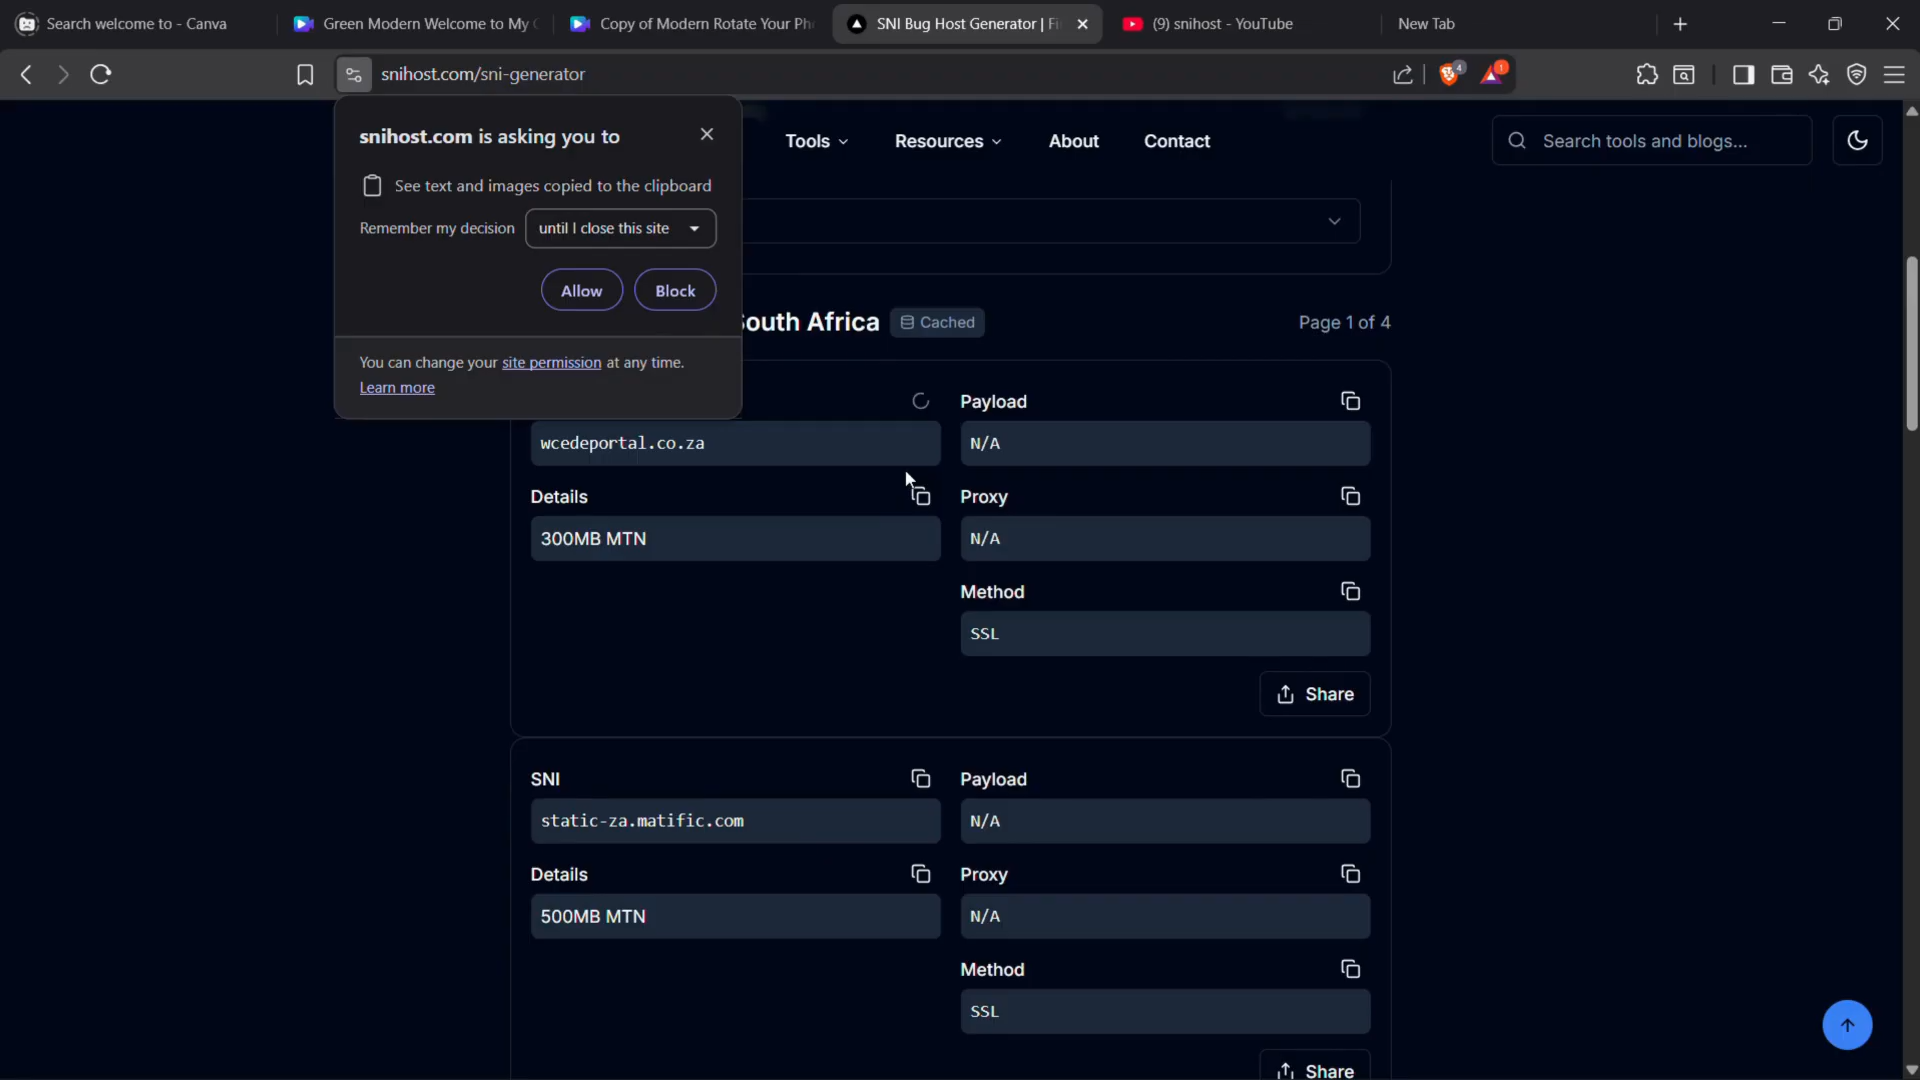 Search welcome to - Canva
Green Modern Welcome to My
Copy of Modern Rotate Your Ph
SNI Bug Host Generator | Fi
(9) snihost - YouTube
New Tab
snihost.com/sni-generator
4
1
snihost.com is asking you to
See text and images copied to the clipboard
Remember my decision
until I close this site
Allow
Block
You can change your site permission at any time.
Learn more
Tools
Resources
About
Contact
Search tools and blogs...
South Africa
Cached
Page 1 of 4
Payload
wcedeportal.co.za
N/A
Details
Proxy
300MB MTN
N/A
Method
SSL
Share
SNI
Payload
static-za.matific.com
N/A
Details
Proxy
500MB MTN
N/A
Method
SSL
Share